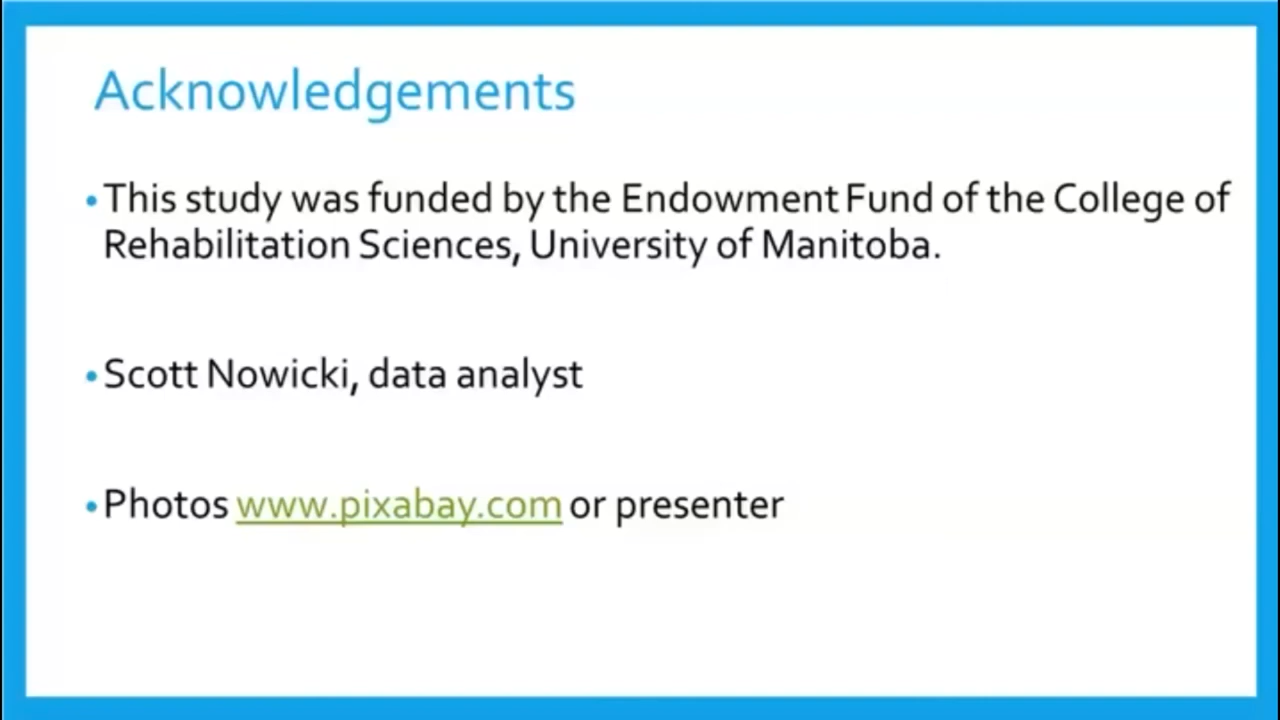 Acknowledgements
•This study was funded by the Endowment Fund of the College of
Rehabilitation Sciences, University of Manitoba.
•Scott Nowicki, data analyst
•Photos www.pixabay.com or presenter